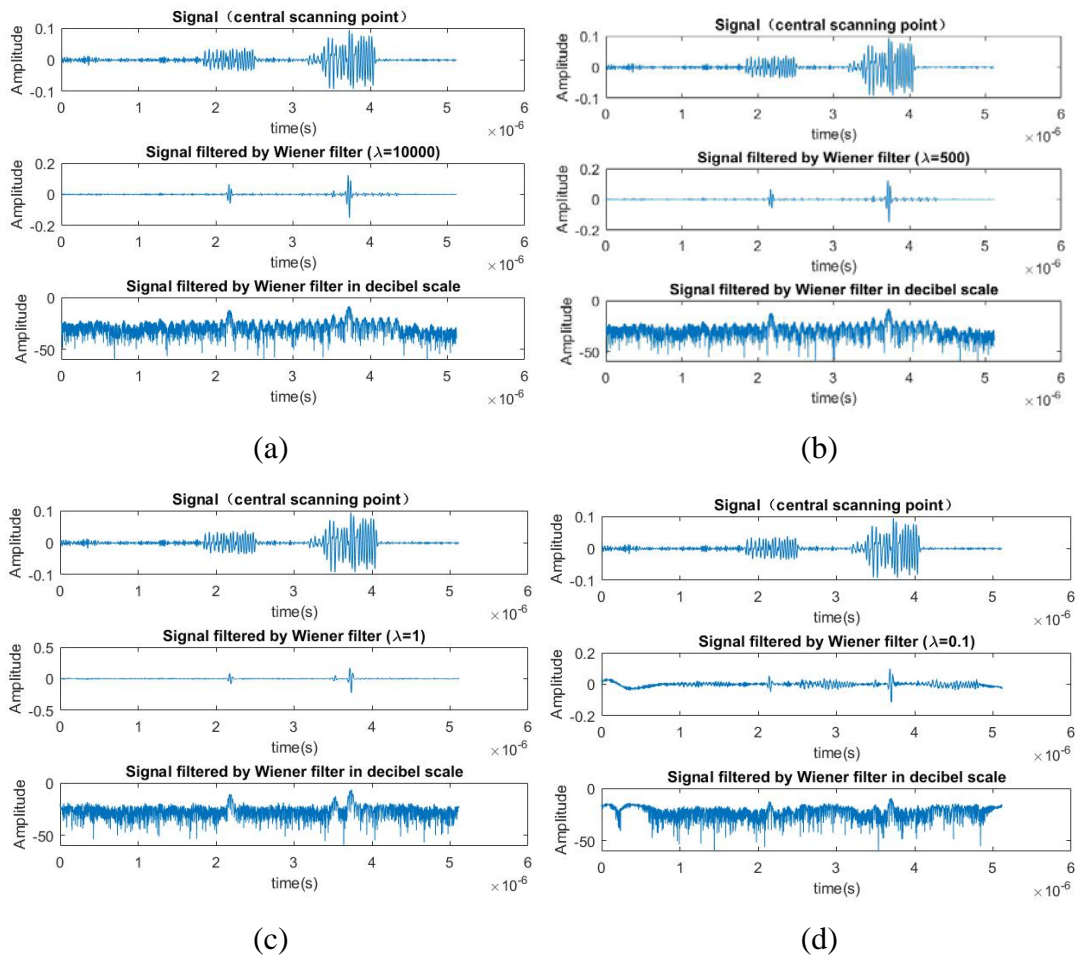 Signal（central scanning point）
Amplitude
0.1
0
-0.1
0 1 2 3 4 5 6
time(s)
×10-6
Signal filtered by Wiener filter (λ=10000)
Amplitude
0.2
0
-0.2
0 1 2 3 4 5 6
time(s)
×10-6
Signal filtered by Wiener filter in decibel scale
Amplitude
0
-50
0 1 2 3 4 5 6
time(s)
×10-6
(a)
Signal（central scanning point）
Amplitude
0.1
0
-0.1
0 1 2 3 4 5 6
time(s)
×10-6
Signal filtered by Wiener filter (λ=500)
Amplitude
0.2
0
-0.2
0 1 2 3 4 5 6
time(s)
×10-6
Signal filtered by Wiener filter in decibel scale
Amplitude
0
-50
0 1 2 3 4 5 6
time(s)
×10-6
(b)
Signal（central scanning point）
Amplitude
0.1
0
-0.1
0 1 2 3 4 5 6
time(s)
×10-6
Signal filtered by Wiener filter (λ=1)
Amplitude
0.5
0
-0.5
0 1 2 3 4 5 6
time(s)
×10-6
Signal filtered by Wiener filter in decibel scale
Amplitude
0
-50
0 1 2 3 4 5 6
time(s)
×10-6
(c)
Signal（central scanning point）
Amplitude
0.1
0
-0.1
0 1 2 3 4 5 6
time(s)
×10-6
Signal filtered by Wiener filter (λ=0.1)
Amplitude
0.2
0
-0.2
0 1 2 3 4 5 6
time(s)
×10-6
Signal filtered by Wiener filter in decibel scale
Amplitude
0
-50
0 1 2 3 4 5 6
time(s)
×10-6
(d)